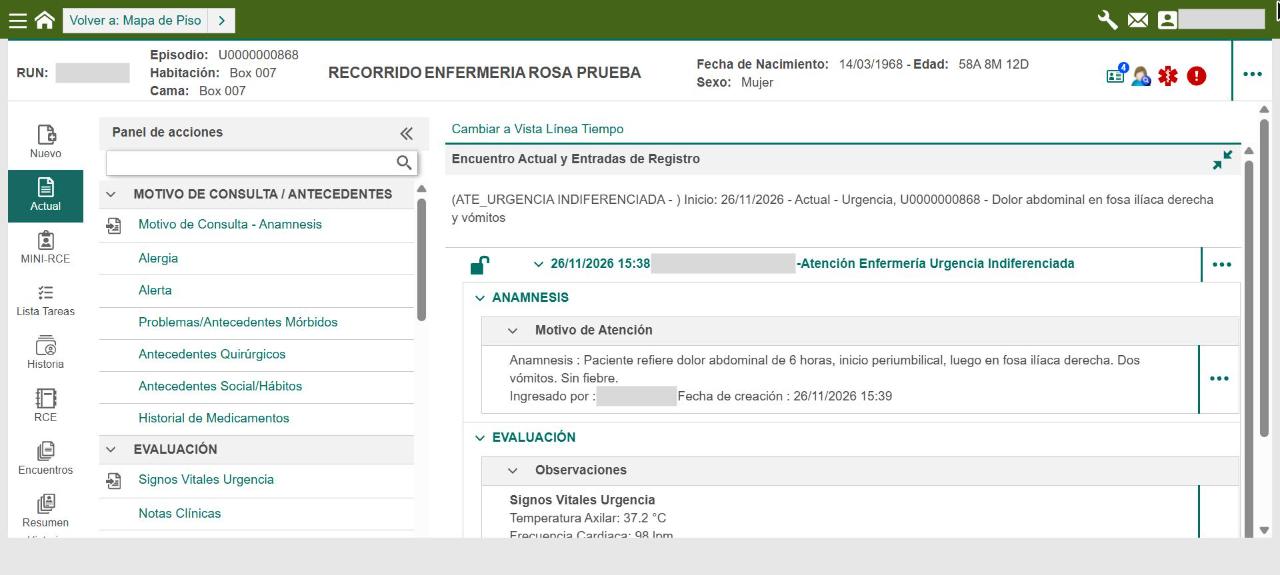 Volver a: Mapa de Piso
RUN:
Episodio: U0000000868
Habitación: Box 007
Cama: Box 007
RECORRIDO ENFERMERIA ROSA PRUEBA
Fecha de Nacimiento: 14/03/1968 - Edad: 58A 8M 12D
Sexo: Mujer
4
Nuevo
Actual
MINI-RCE
Lista Tareas
Historia
RCE
Encuentros
Resumen
Panel de acciones
MOTIVO DE CONSULTA / ANTECEDENTES
Motivo de Consulta - Anamnesis
Alergia
Alerta
Problemas/Antecedentes Mórbidos
Antecedentes Quirúrgicos
Antecedentes Social/Hábitos
Historial de Medicamentos
EVALUACIÓN
Signos Vitales Urgencia
Notas Clínicas
Cambiar a Vista Línea Tiempo
Encuentro Actual y Entradas de Registro
(ATE_URGENCIA INDIFERENCIADA - ) Inicio: 26/11/2026 - Actual - Urgencia, U0000000868 - Dolor abdominal en fosa ilíaca derecha
y vómitos
26/11/2026 15:38 -Atención Enfermería Urgencia Indiferenciada
ANAMNESIS
Motivo de Atención
Anamnesis : Paciente refiere dolor abdominal de 6 horas, inicio periumbilical, luego en fosa ilíaca derecha. Dos
vómitos. Sin fiebre.
Ingresado por : Fecha de creación : 26/11/2026 15:39
EVALUACIÓN
Observaciones
Signos Vitales Urgencia
Temperatura Axilar: 37.2 °C
Frecuencia Cardiaca: 98 lpm